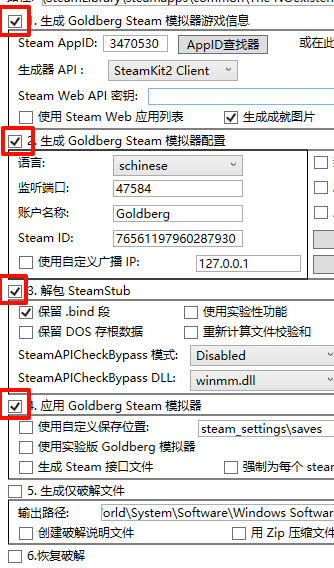 SteamLibrary\steamapps\common\The NOexisten
1. 生成 Goldberg Steam 模拟器游戏信息
Steam AppID: 3470530 AppID查找器 或在此
生成器 API: SteamKit2 Client
Steam Web API 密钥:
使用 Steam Web 应用列表 生成成就图片
2. 生成 Goldberg Steam 模拟器配置
语言: schinese
监听端口: 47584
账户名称: Goldberg
Steam ID: 76561197960287930
使用自定义广播 IP: 127.0.0.1
3. 解包 SteamStub
保留 .bind 段 使用实验性功能
保留 DOS 存根数据 重新计算文件校验和
SteamAPICheckBypass 模式: Disabled
SteamAPICheckBypass DLL: winmm.dll
4. 应用 Goldberg Steam 模拟器
使用自定义保存位置: steam_settings\saves
使用实验版 Goldberg 模拟器
生成 Steam 接口文件 强制为每个 steam
5. 生成仅破解文件
输出路径: orld\System\Software\Windows Softwar
创建破解说明文件 用 Zip 压缩文件
6.恢复破解